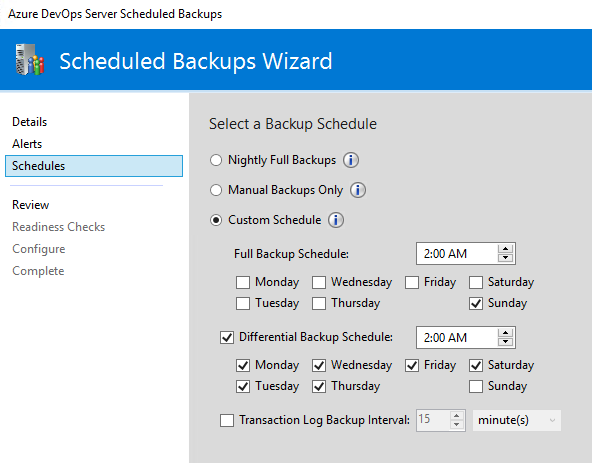 Azure DevOps Server Scheduled Backups
Scheduled Backups Wizard
Details
Alerts
Schedules
Review
Readiness Checks
Configure
Complete
Select a Backup Schedule
Nightly Full Backups
Manual Backups Only
Custom Schedule
Full Backup Schedule: 2:00 AM
Monday Wednesday Friday Saturday
Tuesday Thursday Sunday
Differential Backup Schedule: 2:00 AM
Monday Wednesday Friday Saturday
Tuesday Thursday Sunday
Transaction Log Backup Interval: 15 minute(s)